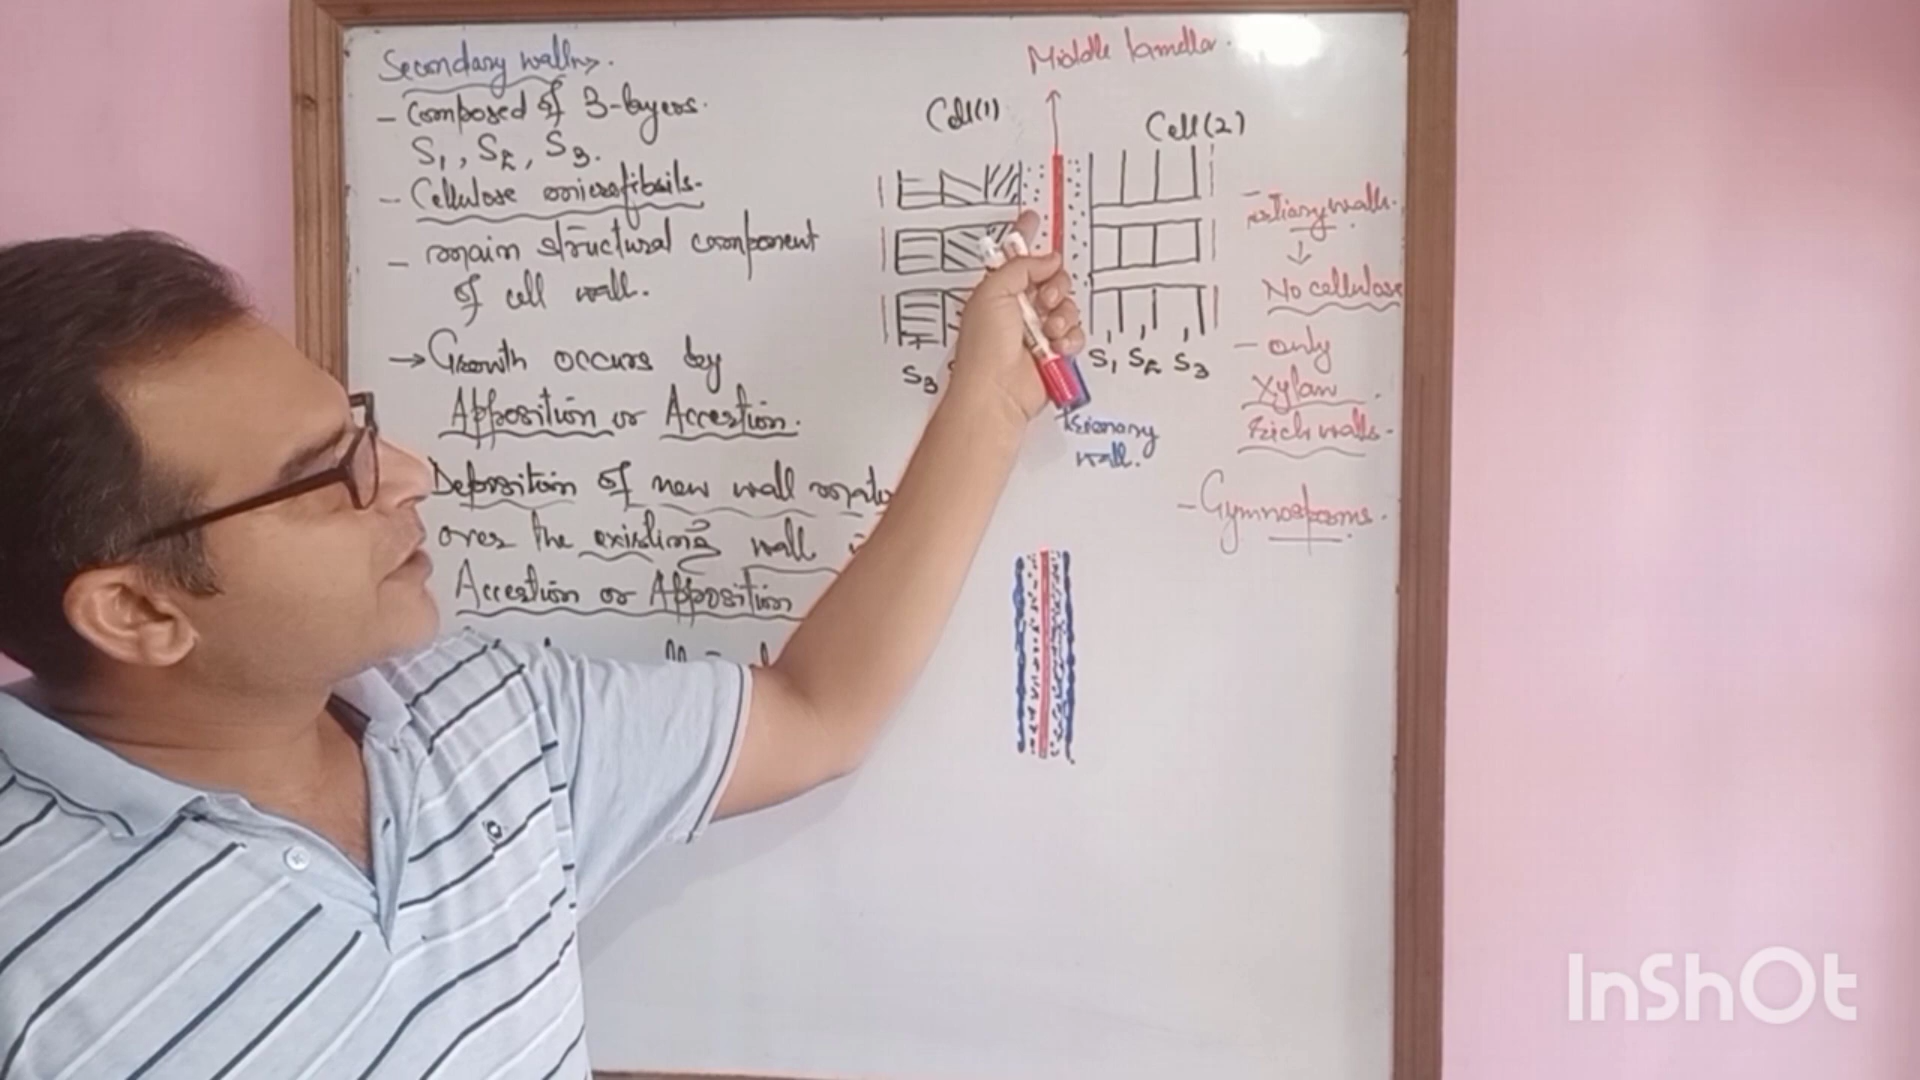 Secondary walls.
- Composed of 3-layers.
S1, S2, S3.
- Cellulose microfibrils.
- main structural component
of cell wall.
→ Growth occurs by
Apposition or Accretion.
Deposition of new wall
over the existing wall
Accretion or Apposition
Middle lamella.
Cell(1)
Cell(2)
S3
S1, S2, S3
Primary
wall.
Tertiary walls.
↓
No cellulose
- only
Xylan
Rich walls.
- Gymnosperms.
InShOt